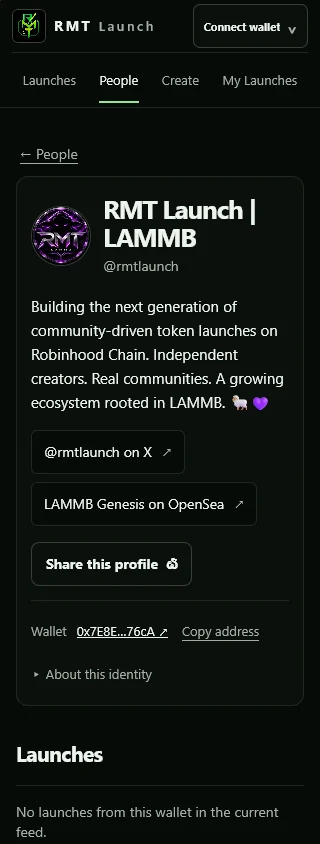 RMT Launch
Connect wallet
Launches People Create My Launches
← People
RMT
RMT Launch |
LAMMB
@rmtlaunch
Building the next generation of
community-driven token launches on
Robinhood Chain. Independent
creators. Real communities. A growing
ecosystem rooted in LAMMB. 🐑 💜
@rmtlaunch on X ↗
LAMMB Genesis on OpenSea ↗
Share this profile
Wallet 0x7E8E...76cA ↗ Copy address
▸ About this identity
Launches
No launches from this wallet in the current
feed.